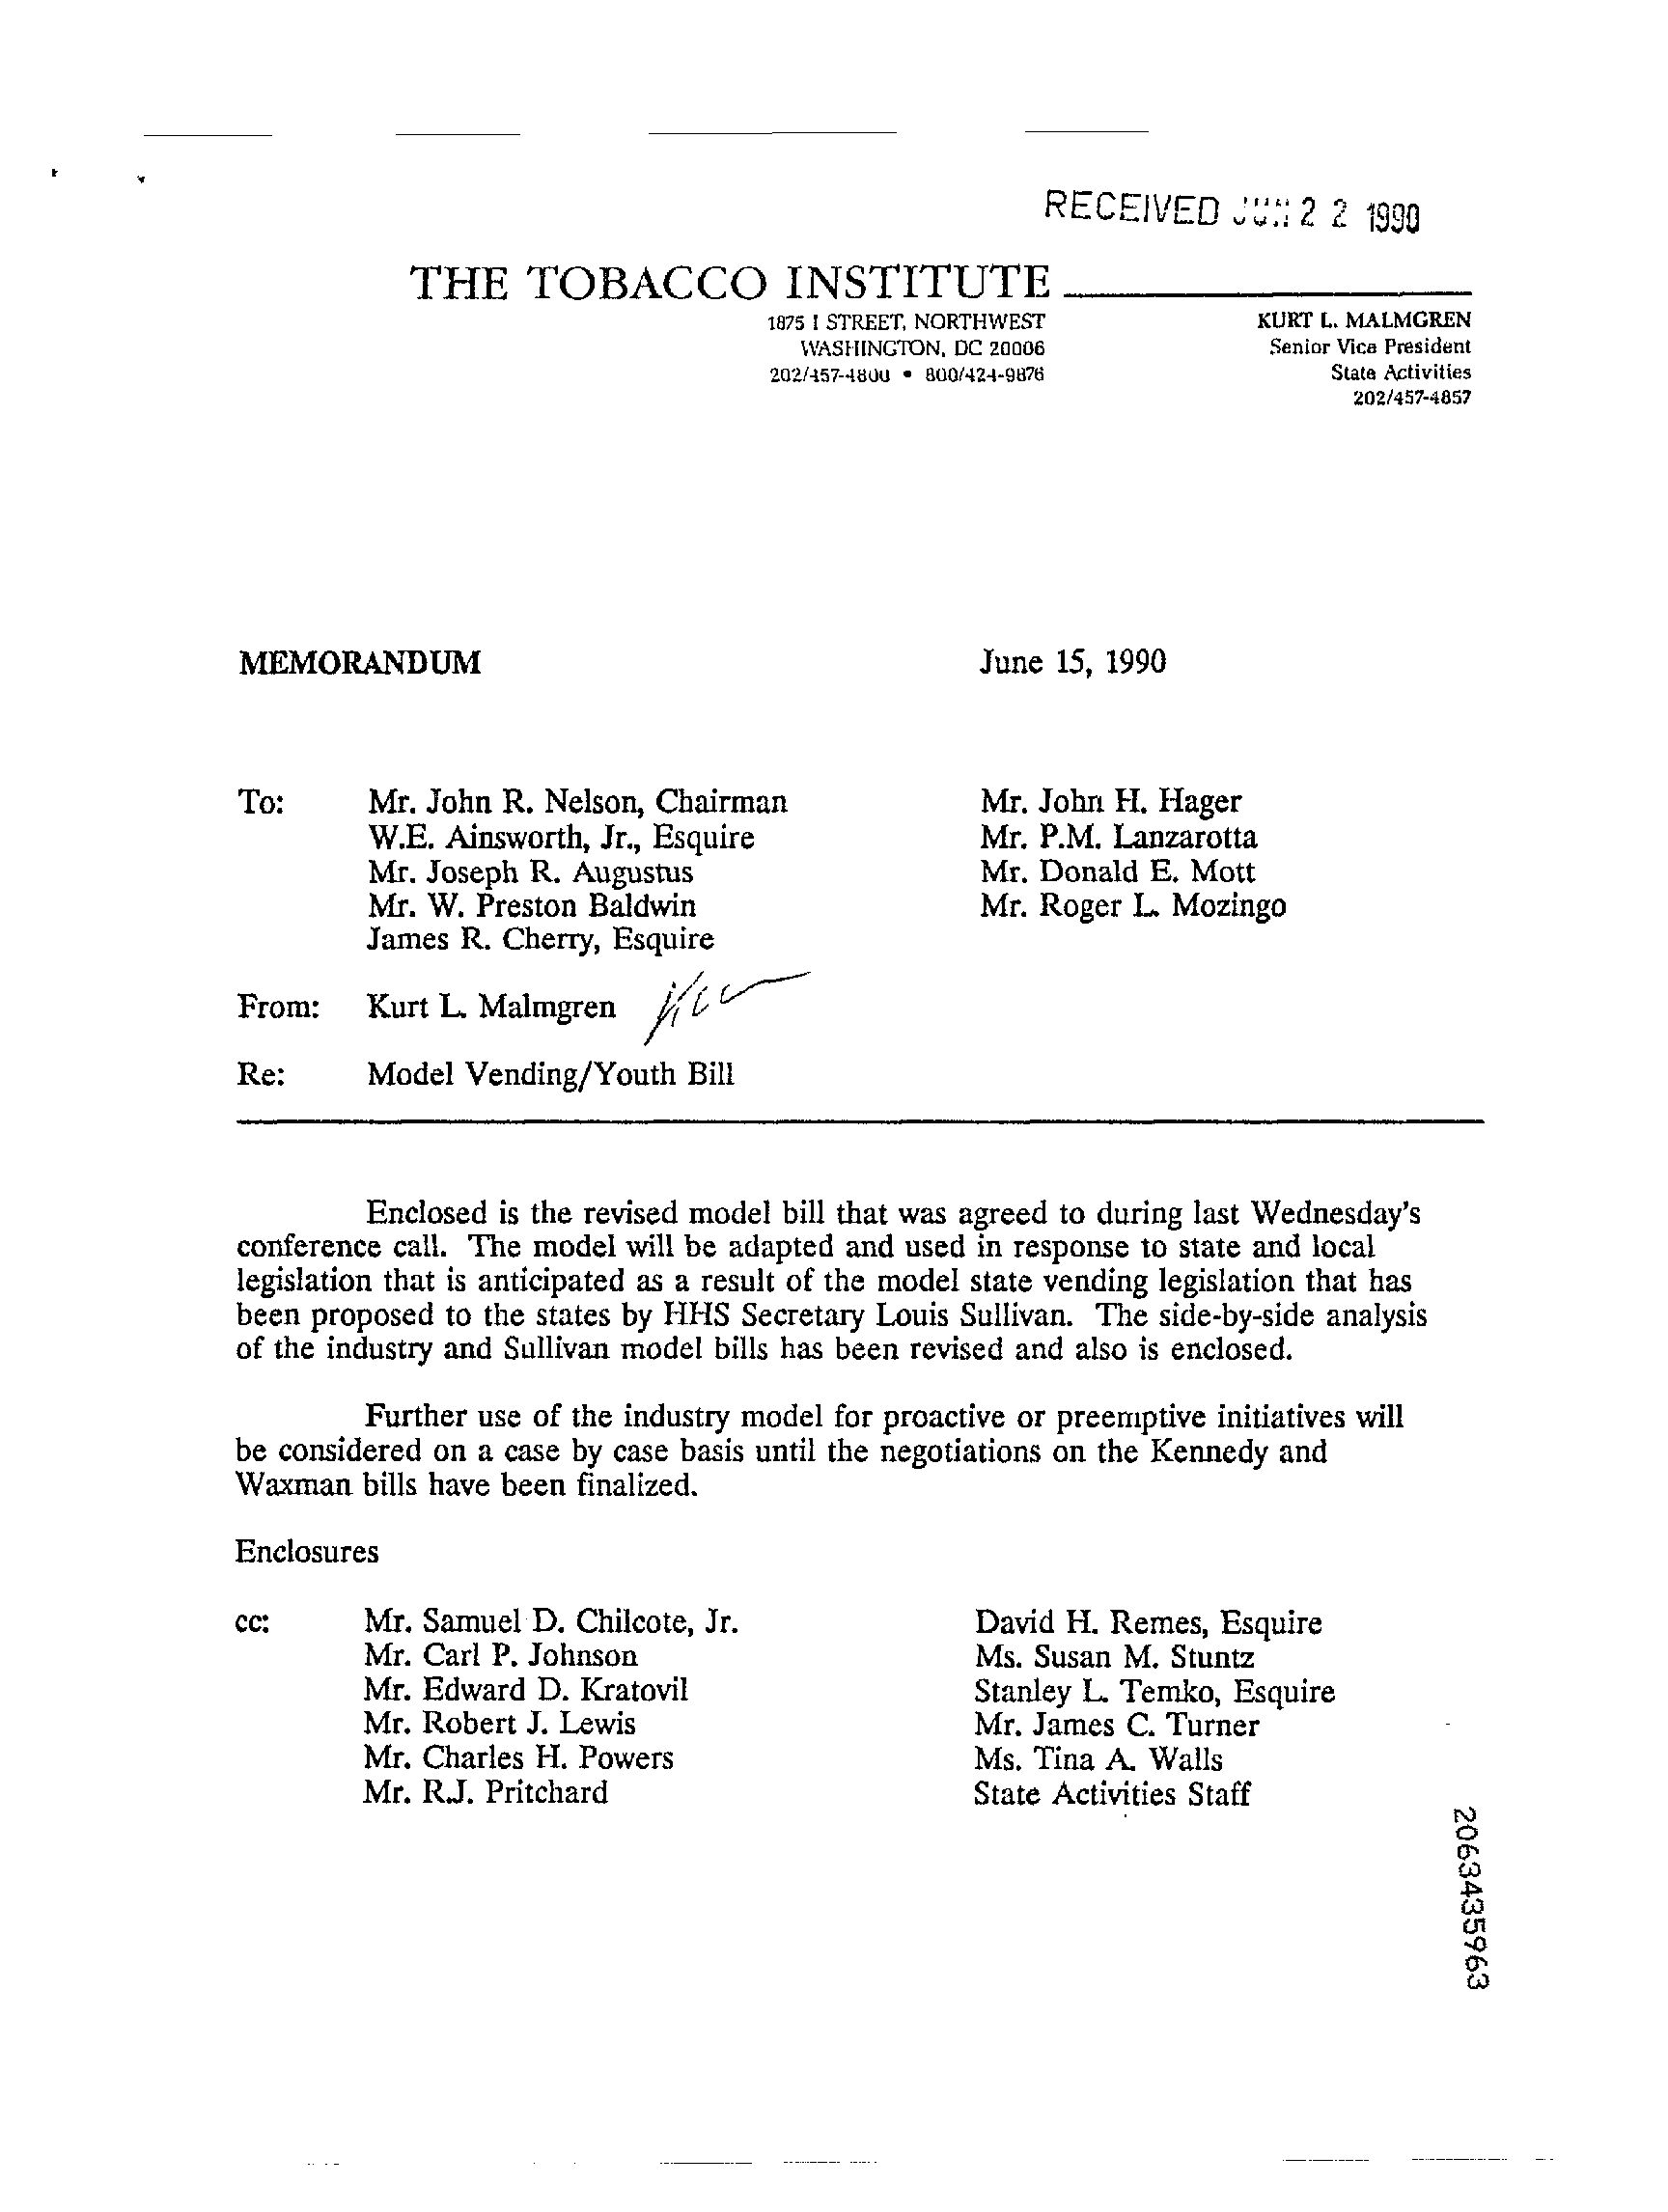 RECEIVED JUN 2 2 1990
THE TOBACCO INSTITUTE
1875 I STREET, NORTHWEST
WASHINGTON, DC 20006
202/457-4800 • 800/424-9876
KURT L. MALMGREN
Senior Vice President
State Activities
202/457-4857
MEMORANDUM June 15, 1990
To: Mr. John R. Nelson, Chairman Mr. John H. Hager
W.E. Ainsworth, Jr., Esquire Mr. P.M. Lanzarotta
Mr. Joseph R. Augustus Mr. Donald E. Mott
Mr. W. Preston Baldwin Mr. Roger L. Mozingo
James R. Cherry, Esquire
From: Kurt L. Malmgren
Re: Model Vending/Youth Bill
Enclosed is the revised model bill that was agreed to during last Wednesday's
conference call. The model will be adapted and used in response to state and local
legislation that is anticipated as a result of the model state vending legislation that has
been proposed to the states by HHS Secretary Louis Sullivan. The side-by-side analysis
of the industry and Sullivan model bills has been revised and also is enclosed.
Further use of the industry model for proactive or preemptive initiatives will
be considered on a case by case basis until the negotiations on the Kennedy and
Waxman bills have been finalized.
Enclosures
cc: Mr. Samuel D. Chilcote, Jr. David H. Remes, Esquire
Mr. Carl P. Johnson Ms. Susan M. Stuntz
Mr. Edward D. Kratovil Stanley L. Temko, Esquire
Mr. Robert J. Lewis Mr. James C. Turner
Mr. Charles H. Powers Ms. Tina A. Walls
Mr. R.J. Pritchard State Activities Staff
2063435963